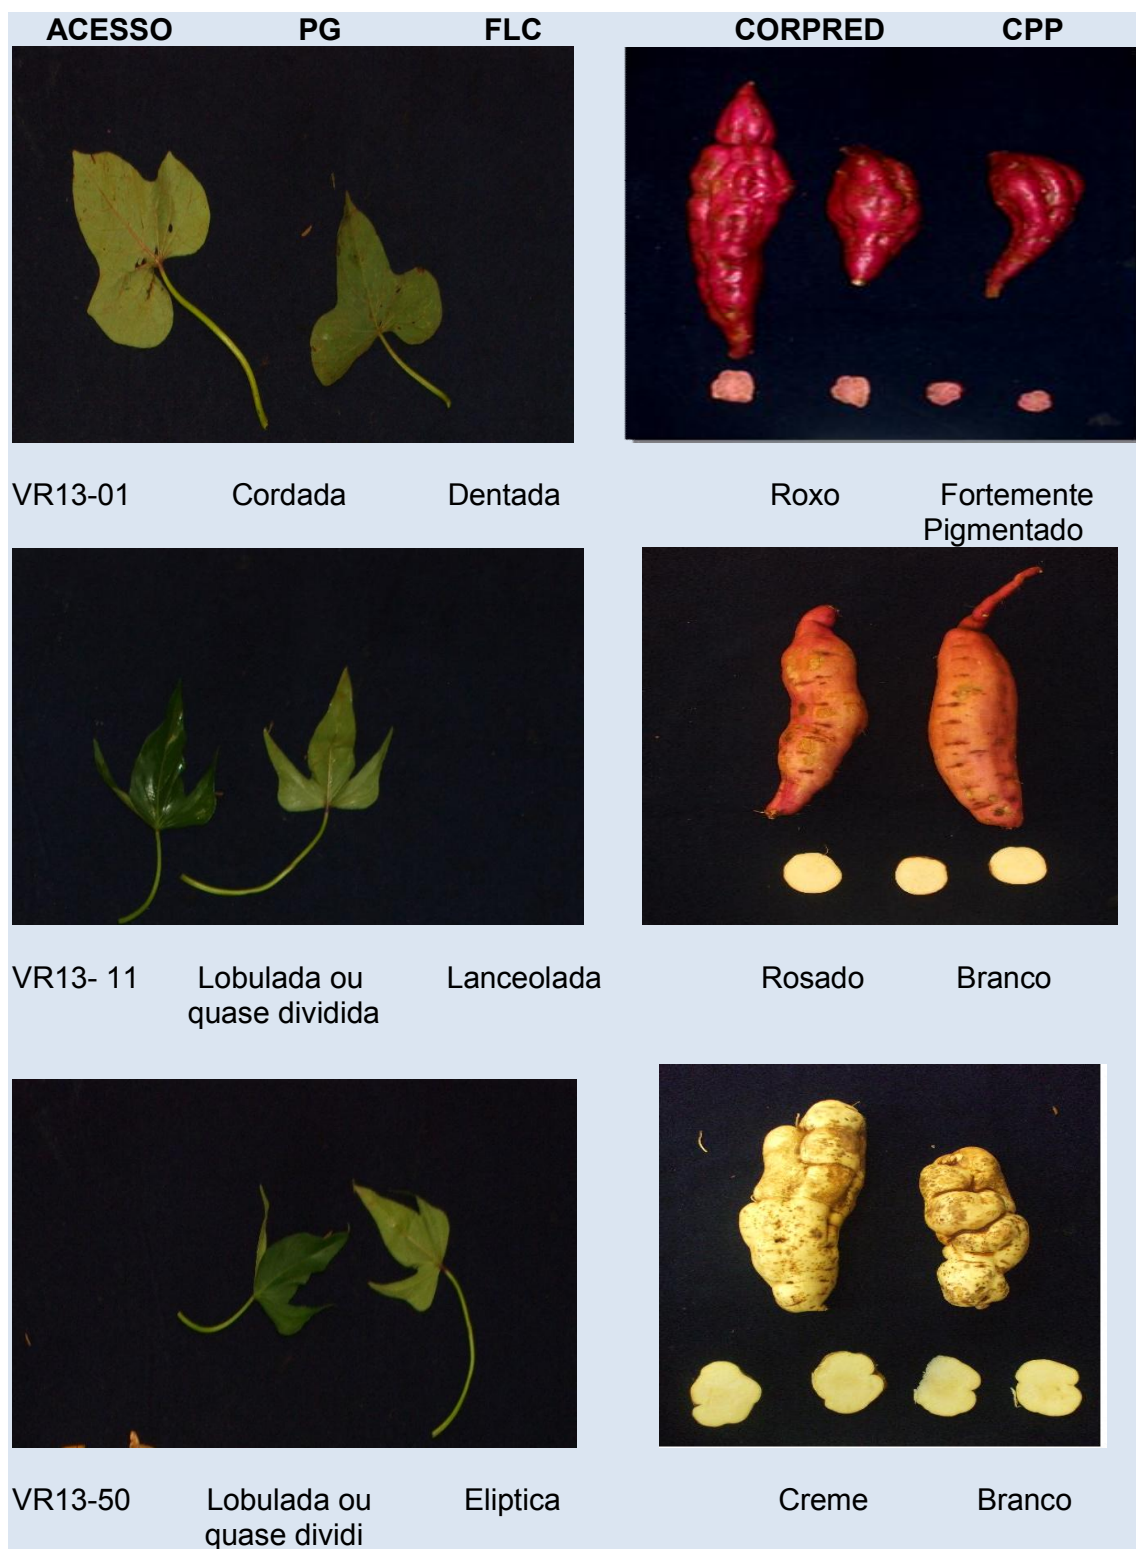 ACESSO PG FLC CORPRED CPP
VR13-01 Cordada Dentada Roxo Fortemente
Pigmentado
VR13- 11 Lobulada ou Lanceolada Rosado Branco
quase dividida
VR13-50 Lobulada ou Eliptica Creme Branco
quase dividi